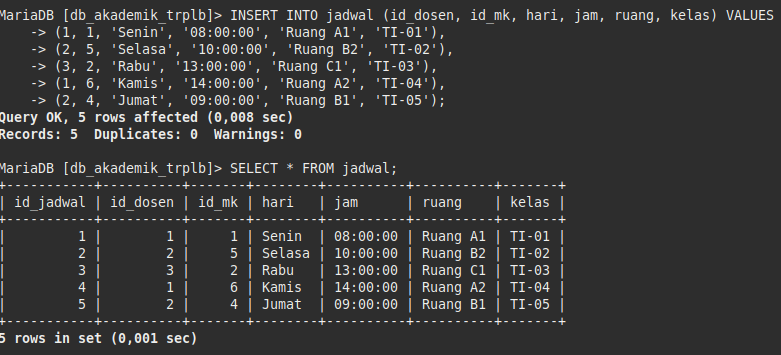 MariaDB [db_akademik_trplb]> INSERT INTO jadwal (id_dosen, id_mk, hari, jam, ruang, kelas) VALUES
    -> (1, 1, 'Senin', '08:00:00', 'Ruang A1', 'TI-01'),
    -> (2, 5, 'Selasa', '10:00:00', 'Ruang B2', 'TI-02'),
    -> (3, 2, 'Rabu', '13:00:00', 'Ruang C1', 'TI-03'),
    -> (1, 6, 'Kamis', '14:00:00', 'Ruang A2', 'TI-04'),
    -> (2, 4, 'Jumat', '09:00:00', 'Ruang B1', 'TI-05');
Query OK, 5 rows affected (0,008 sec)
Records: 5  Duplicates: 0  Warnings: 0

MariaDB [db_akademik_trplb]> SELECT * FROM jadwal;
+-----------+----------+-------+--------+----------+----------+-------+
| id_jadwal | id_dosen | id_mk | hari   | jam      | ruang    | kelas |
+-----------+----------+-------+--------+----------+----------+-------+
|         1 |        1 |     1 | Senin  | 08:00:00 | Ruang A1 | TI-01 |
|         2 |        2 |     5 | Selasa | 10:00:00 | Ruang B2 | TI-02 |
|         3 |        3 |     2 | Rabu   | 13:00:00 | Ruang C1 | TI-03 |
|         4 |        1 |     6 | Kamis  | 14:00:00 | Ruang A2 | TI-04 |
|         5 |        2 |     4 | Jumat  | 09:00:00 | Ruang B1 | TI-05 |
+-----------+----------+-------+--------+----------+----------+-------+
5 rows in set (0,001 sec)